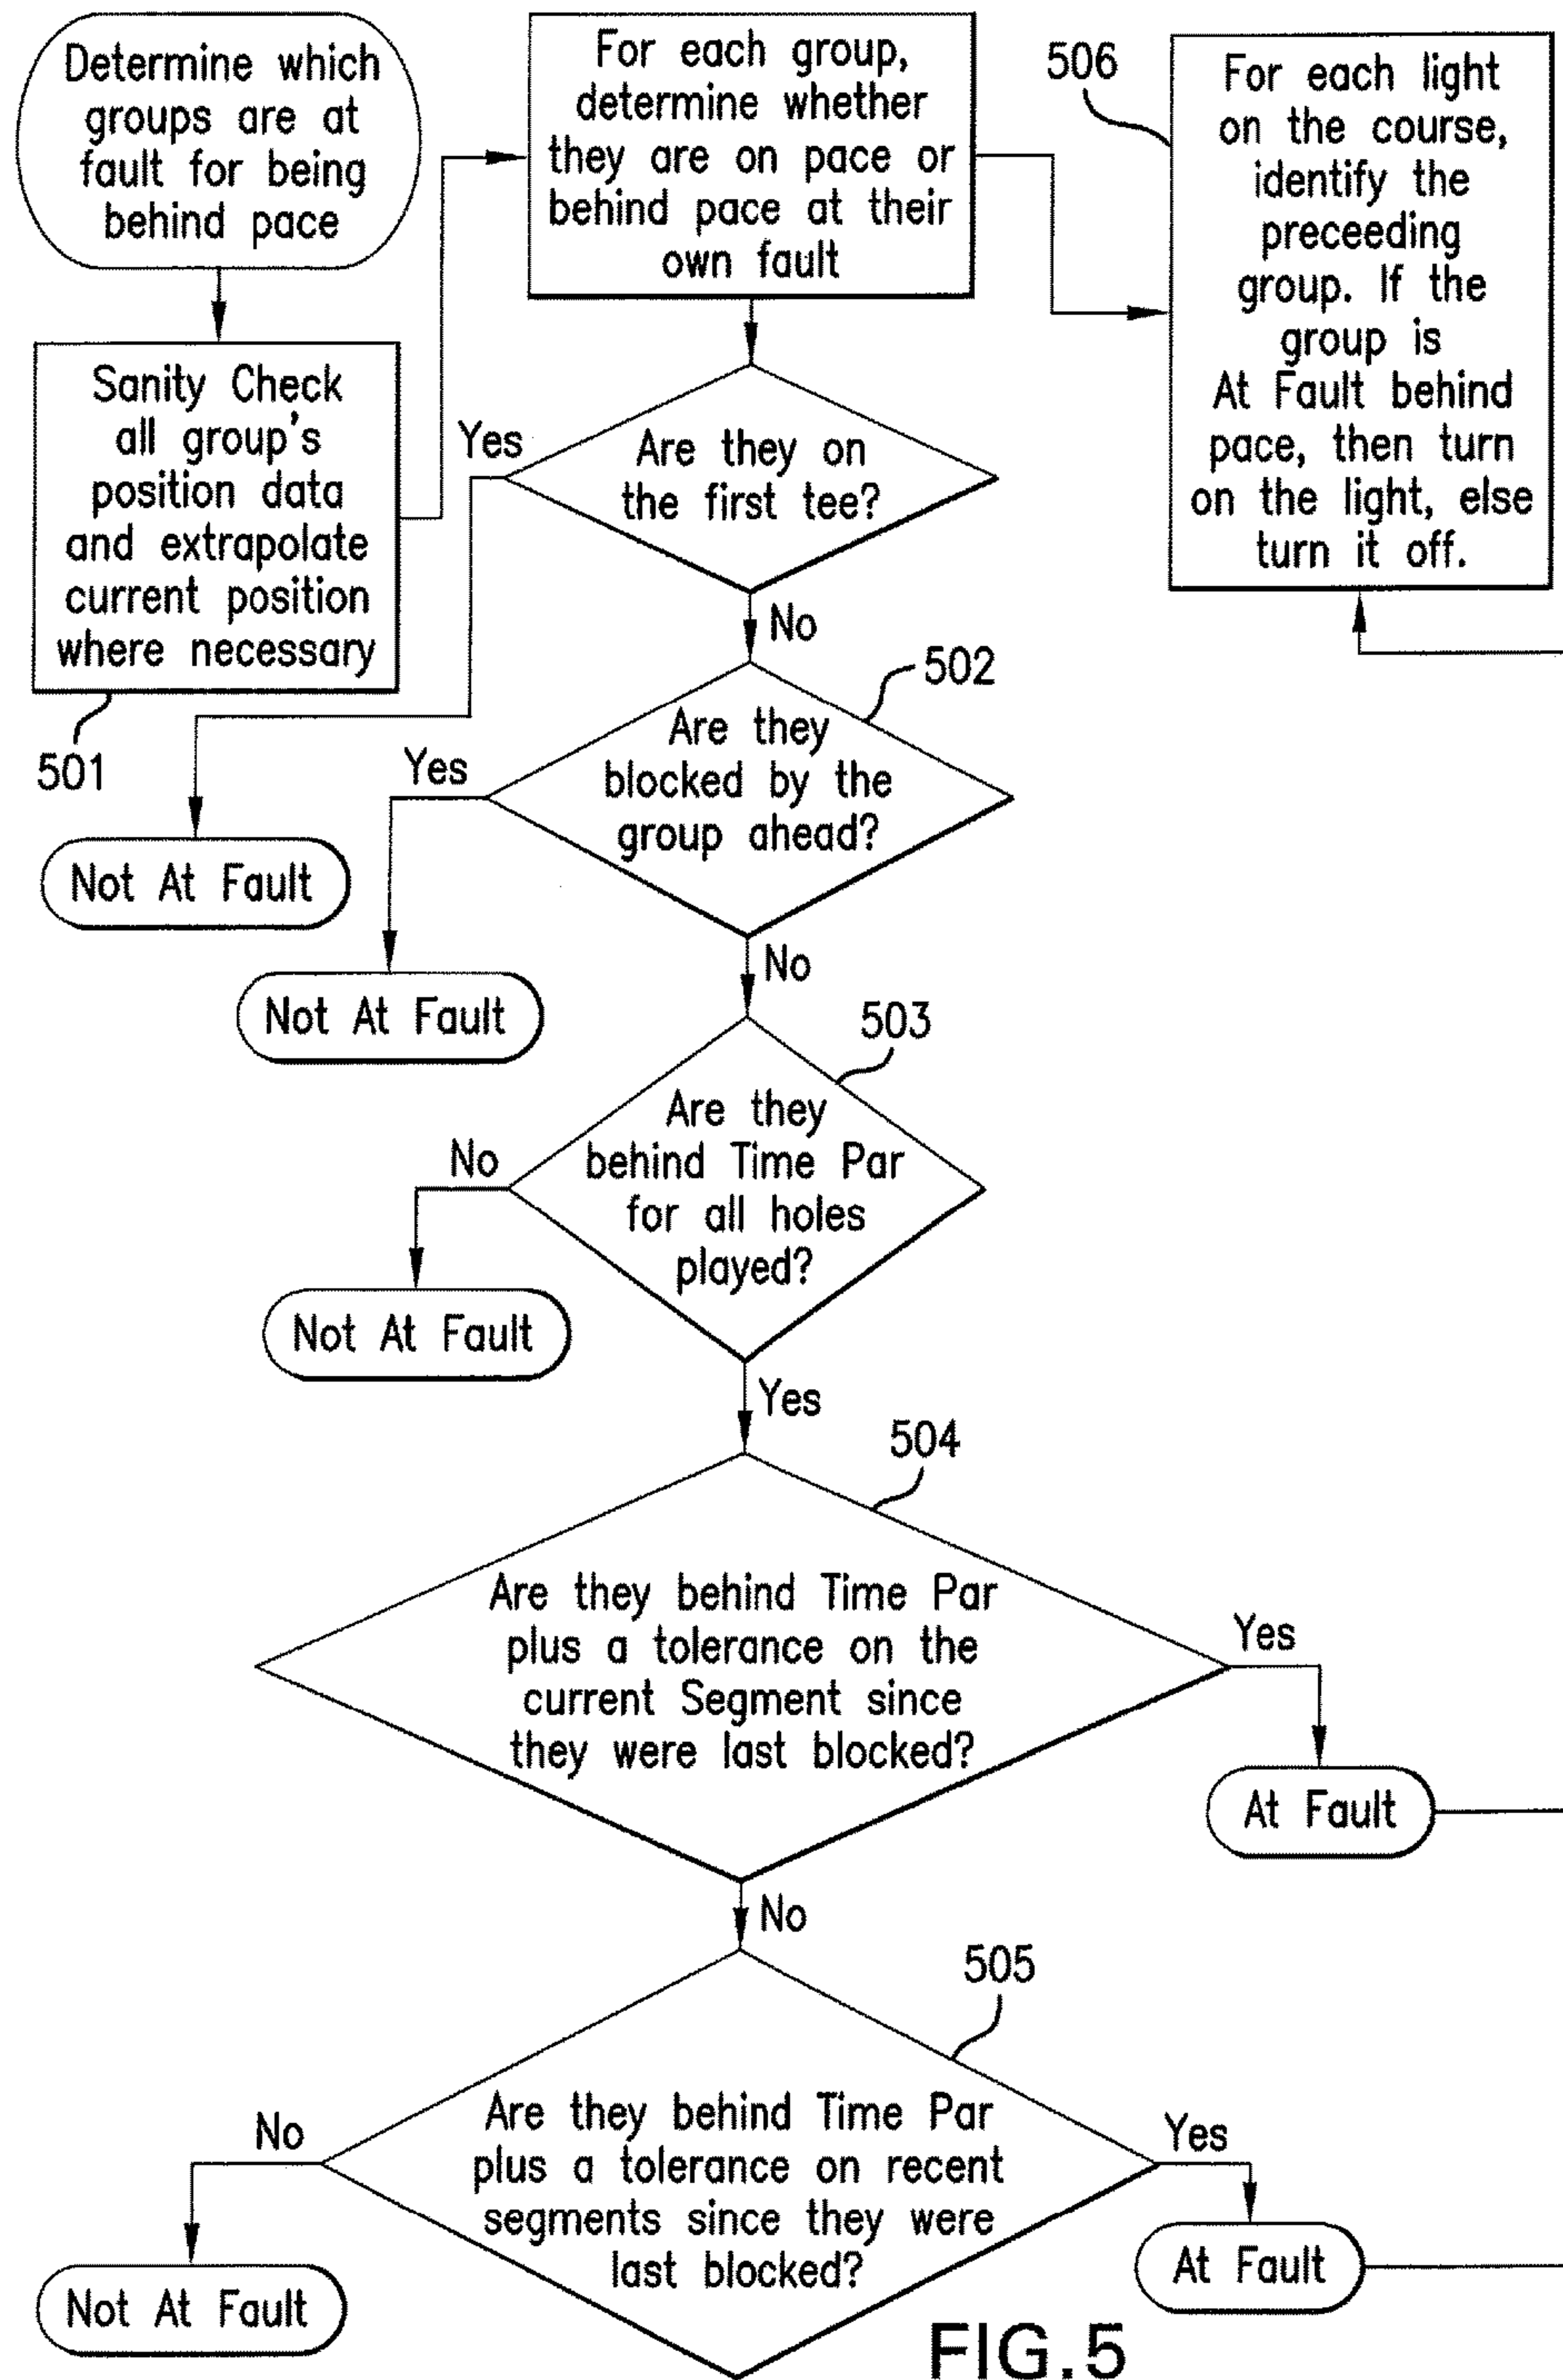 Determine which
groups are at
fault for being
behind pace
Sanity Check
all group's
position data
and extrapolate
current position
where necessary
501
For each group,
determine whether
they are on pace or
behind pace at their
own fault
506
For each light
on the course,
identify the
preceeding
group. If the
group is
At Fault behind
pace, then turn
on the light, else
turn it off.
Are they on
the first tee?
Yes
No
Not At Fault
502
Are they
blocked by the
group ahead?
Yes
No
Not At Fault
503
Are they
behind Time Par
for all holes
played?
No
Yes
Not At Fault
504
Are they behind Time Par
plus a tolerance on the
current Segment since
they were last blocked?
Yes
At Fault
No
505
Are they behind Time Par
plus a tolerance on recent
segments since they were
last blocked?
No
Yes
Not At Fault
At Fault
FIG.5